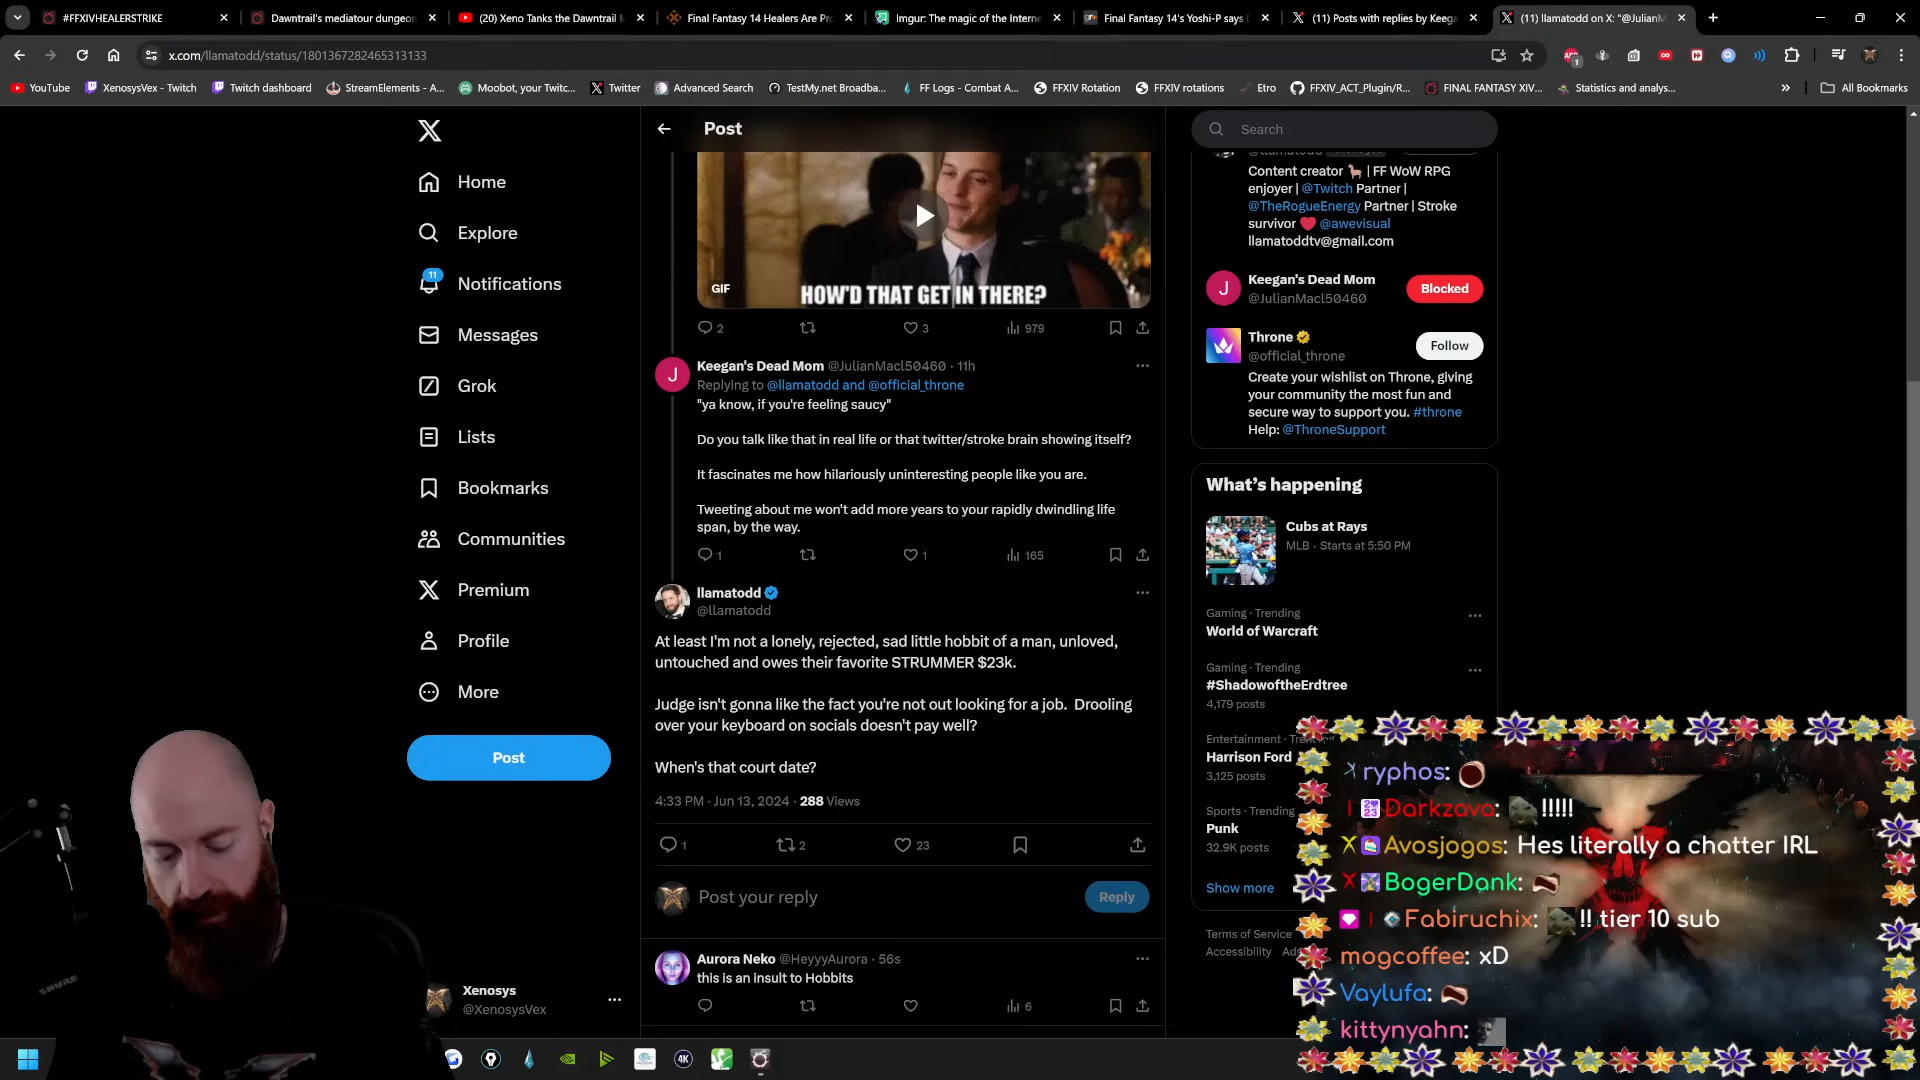 #FFXIVHEALERSTRIKE
Dawntrail's mediatour dungeon
(20) Xeno Tanks the Dawntrail M
Final Fantasy 14 Healers Are Pro
Imgur: The magic of the Interne
Final Fantasy 14's Yoshi-P says
(11) Posts with replies by Keega
(11) llamatodd on X: "@JulianM
x.com/llamatodd/status/1801367282465313133
YouTube
XenosysVex - Twitch
Twitch dashboard
StreamElements - A...
Moobot, your Twitc...
Twitter
Advanced Search
TestMy.net Broadba...
FF Logs - Combat A...
FFXIV Rotation
FFXIV rotations
Etro
FFXIV_ACT_Plugin/R...
FINAL FANTASY XIV...
Statistics and analys...
All Bookmarks
Home
Explore
11
Notifications
Messages
Grok
Lists
Bookmarks
Communities
Premium
Profile
More
Post
Xenosys
@XenosysVex
Post
GIF
HOW'D THAT GET IN THERE?
2
3
979
J
Keegan's Dead Mom @JulianMacl50460 · 11h
Replying to @llamatodd and @official_throne
"ya know, if you're feeling saucy"
Do you talk like that in real life or that twitter/stroke brain showing itself?
It fascinates me how hilariously uninteresting people like you are.
Tweeting about me won't add more years to your rapidly dwindling life
span, by the way.
1
1
165
llamatodd
@llamatodd
At least I'm not a lonely, rejected, sad little hobbit of a man, unloved,
untouched and owes their favorite STRUMMER $23k.
Judge isn't gonna like the fact you're not out looking for a job.  Drooling
over your keyboard on socials doesn't pay well?
When's that court date?
4:33 PM · Jun 13, 2024 · 288 Views
1
2
23
Post your reply
Reply
Aurora Neko @HeyyyAurora · 56s
this is an insult to Hobbits
6
Search
Content creator | FF WoW RPG
enjoyer | @Twitch Partner |
@TheRogueEnergy Partner | Stroke
survivor @awevisual
llamatoddtv@gmail.com
J
Keegan's Dead Mom
@JulianMacl50460
Blocked
Throne
@official_throne
Follow
Create your wishlist on Throne, giving
your community the most fun and
secure way to support you. #throne
Help: @ThroneSupport
What's happening
Cubs at Rays
MLB · Starts at 5:50 PM
Gaming · Trending
World of Warcraft
Gaming · Trending
#ShadowoftheErdtree
4,179 posts
Entertainment · Trending
Harrison Ford
3,125 posts
Sports · Trending
Punk
32.9K posts
Show more
Terms of Service
Accessibility
ryphos:
Darkzava: !!!!!
Avosjogos: Hes literally a chatter IRL
BogerDank:
Fabiruchix: !! tier 10 sub
mogcoffee: xD
Vaylufa:
kittynyahn:
SHURE
4K